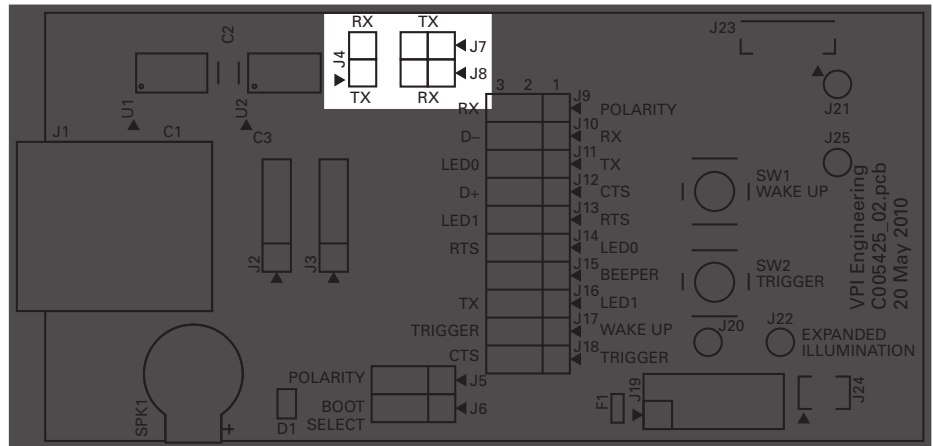 RX TX
J23
C2
J4
J7
J8
TX RX
3 2 1
U1
U2
J21
RX
J9
POLARITY
J1
C1
C3
D–
J10
RX
J25
LED0
J11
TX
SW1
WAKE UP
D+
J12
CTS
LED1
J13
RTS
RTS
J14
LED0
J2
J3
J15
BEEPER
SW2
TRIGGER
TX
J16
LED1
VPI Engineering
C005425_02.pcb
20 May 2010
TRIGGER
J17
WAKE UP
J20
J22
EXPANDED
ILLUMINATION
CTS
J18
TRIGGER
POLARITY
J5
BOOT
SELECT
J6
SPK1
+
D1
F1
J19
J24